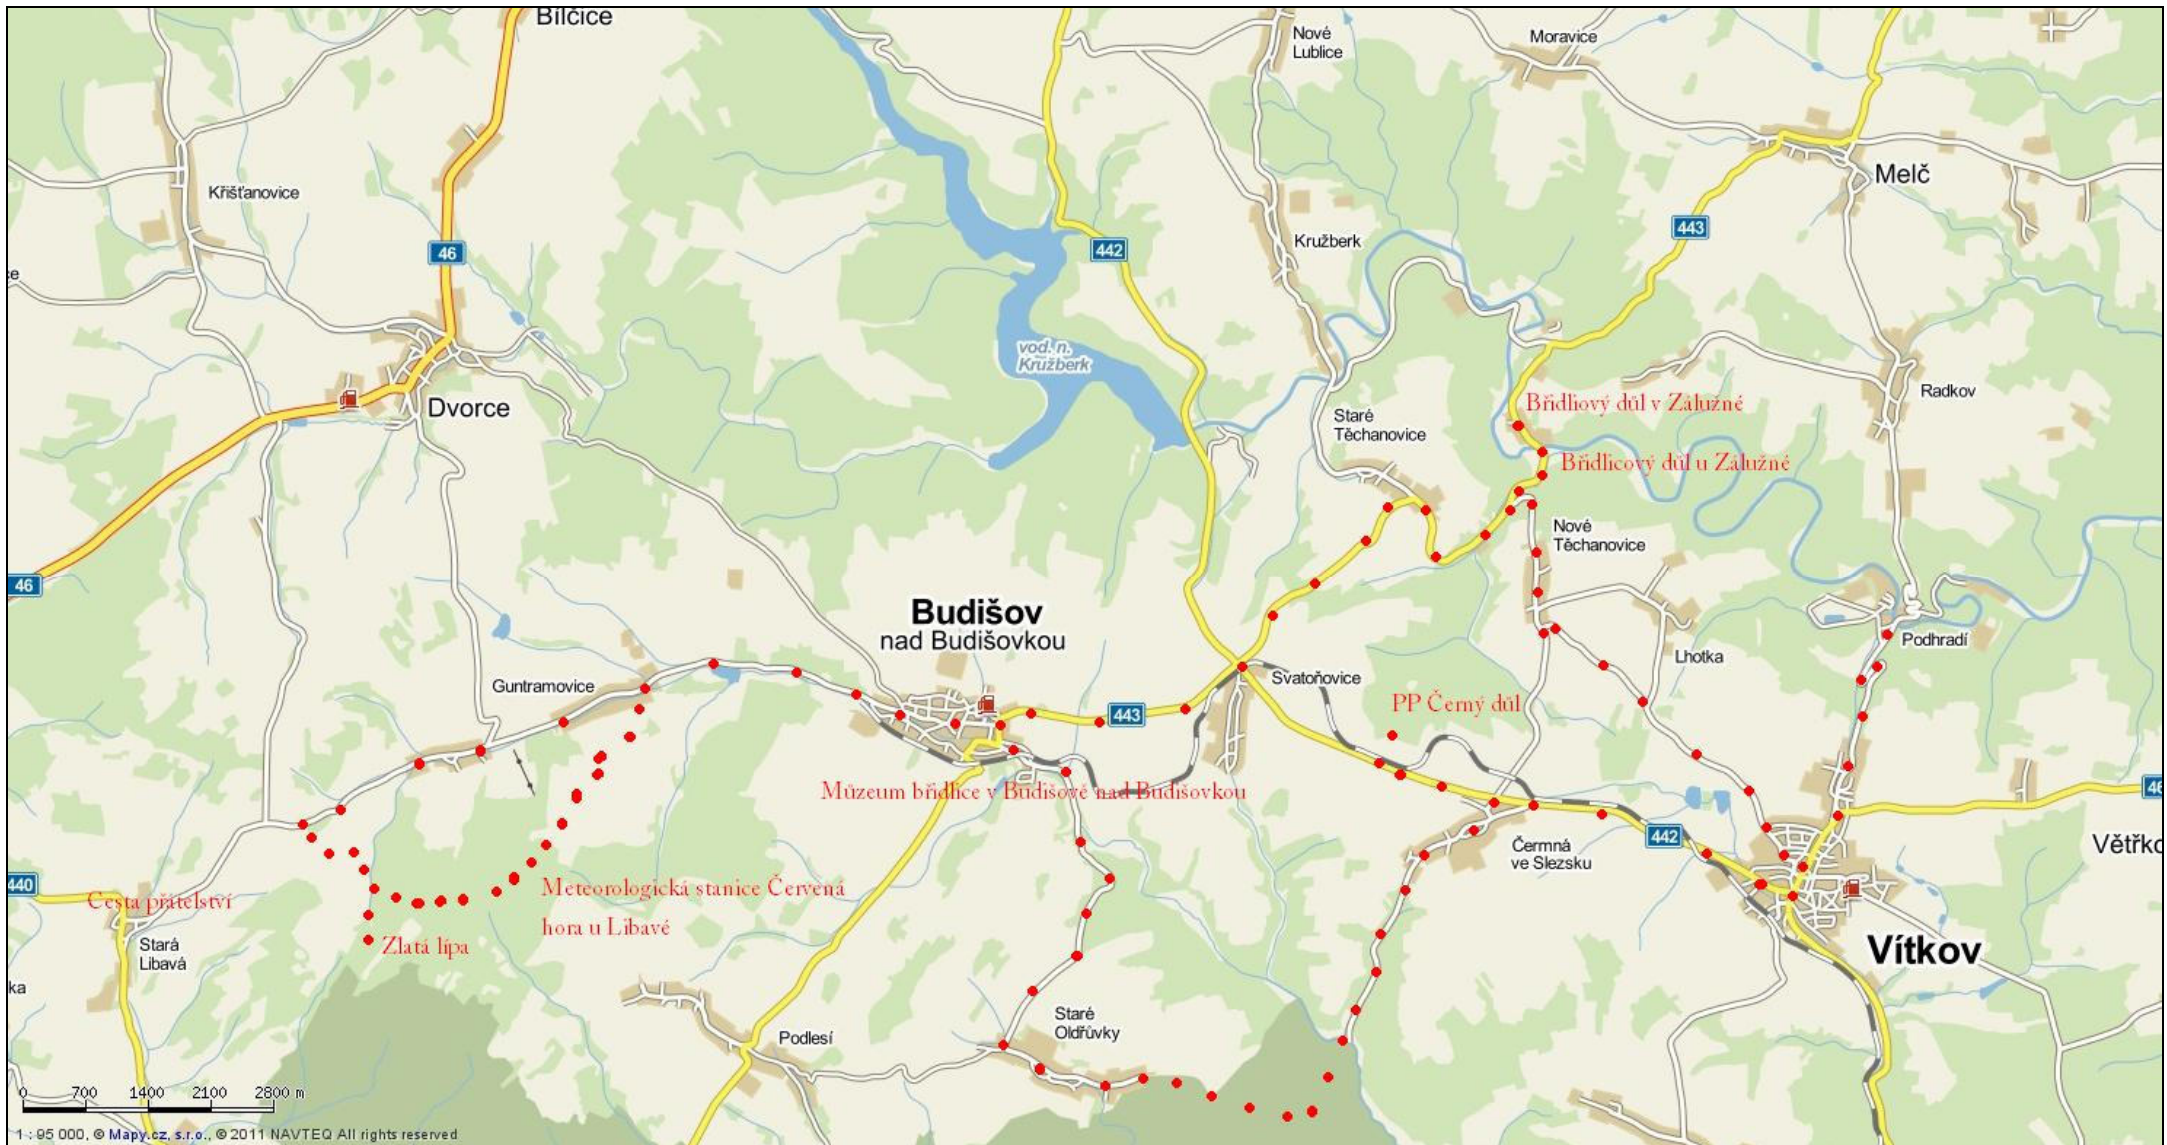 Bílčice
Nové
Lublice
Moravice
Melč
Křišťanovice
443
46
442
Kružberk
vod. n.
Kružberk
Dvorce
Staré
Těchanovice
Břidliový důl v Zálužné
Radkov
Břidlicový důl u Zálužné
Nové
Těchanovice
46
Budišov
nad Budišovkou
Podhradí
Lhotka
Guntramovice
Svatoňovice
PP Černý důl
443
Můzeum břidlice v Budišově nad Budišovkou
46
442
Čermná
ve Slezsku
Větřko
440
Cesta přátelství
Meteorologická stanice Červená
hora u Libavé
Stará
Libavá
Zlatá lípa
Vítkov
ka
Staré
Oldřůvky
Podlesí
0 700 1400 2100 2800 m
1 : 95 000, © Mapy.cz, s.r.o., © 2011 NAVTEQ All rights reserved